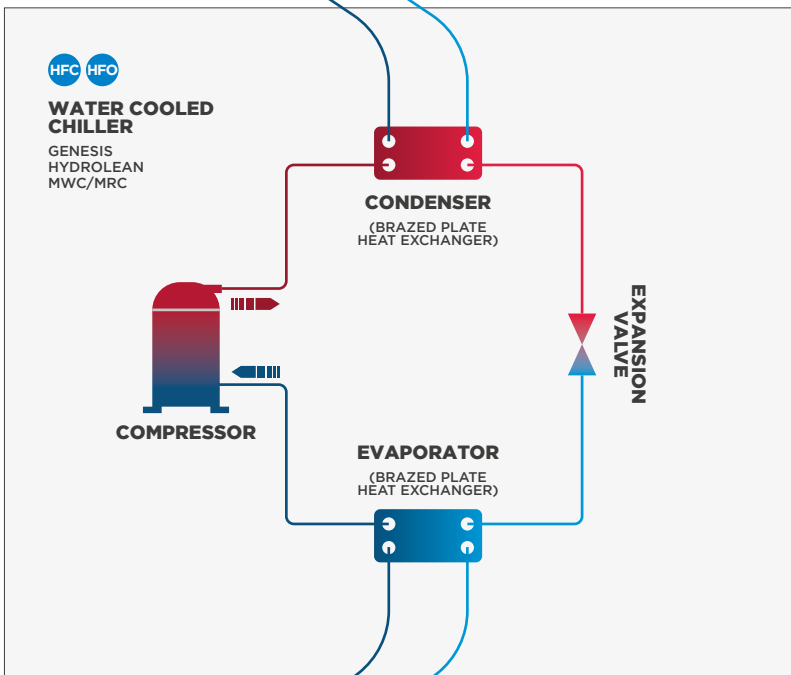 HFC HFO
WATER COOLED
CHILLER
GENESIS
HYDROLEAN
MWC/MRC
CONDENSER
(BRAZED PLATE
HEAT EXCHANGER)
EXPANSION
VALVE
COMPRESSOR
EVAPORATOR
(BRAZED PLATE
HEAT EXCHANGER)